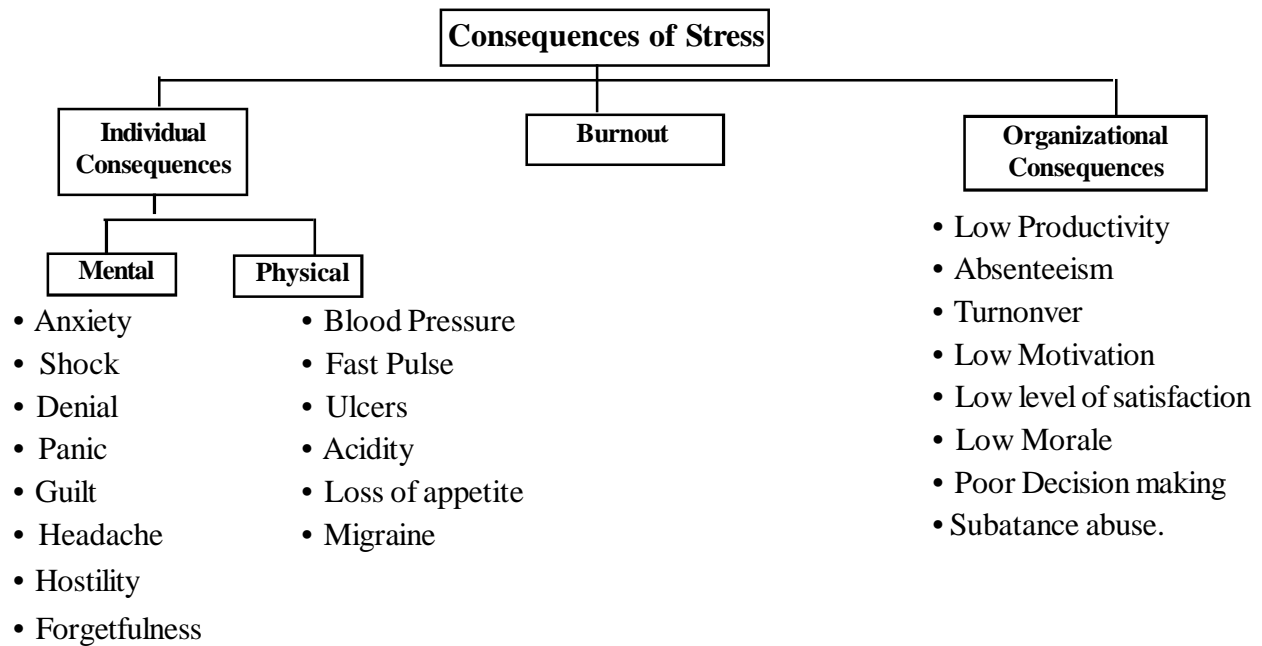 Consequences of Stress
Individual
Consequences
Burnout
Organizational
Consequences
Mental
Physical
• Anxiety
• Shock
• Denial
• Panic
• Guilt
• Headache
• Hostility
• Forgetfulness
• Blood Pressure
• Fast Pulse
• Ulcers
• Acidity
• Loss of appetite
• Migraine
• Low Productivity
• Absenteeism
• Turnonver
• Low Motivation
• Low level of satisfaction
• Low Morale
• Poor Decision making
• Subatance abuse.